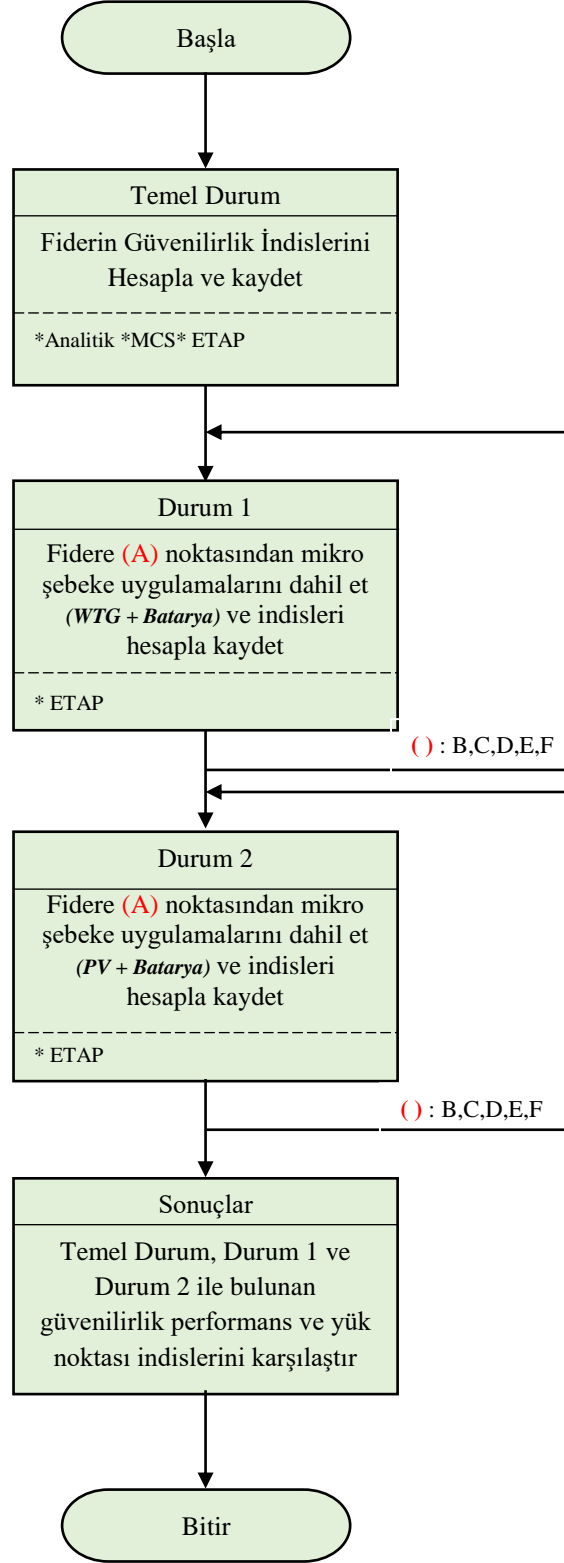 Başla
Temel Durum
Fiderin Güvenilirlik İndislerini
Hesapla ve kaydet
*Analitik *MCS* ETAP
Durum 1
Fidere (A) noktasından mikro
şebeke uygulamalarını dahil et
(WTG + Batarya) ve indisleri
hesapla kaydet
* ETAP
( ) : B,C,D,E,F
Durum 2
Fidere (A) noktasından mikro
şebeke uygulamalarını dahil et
(PV + Batarya) ve indisleri
hesapla kaydet
* ETAP
( ) : B,C,D,E,F
Sonuçlar
Temel Durum, Durum 1 ve
Durum 2 ile bulunan
güvenilirlik performans ve yük
noktası indislerini karşılaştır
Bitir